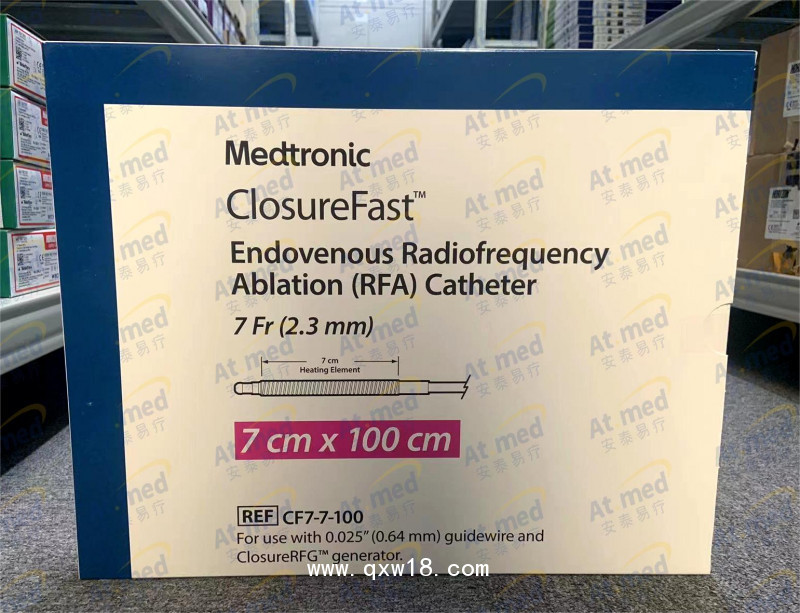 Medtronic
ClosureFast™
Endovenous Radiofrequency
Ablation (RFA) Catheter
7 Fr (2.3 mm)
7 cm
Heating Element
7 cm x 100 cm
REF CF7-7-100
For use with 0.025" (0.64 mm) guidewire and
ClosureRFG™ generator.
www.qxw18.com
At med
安泰易疗